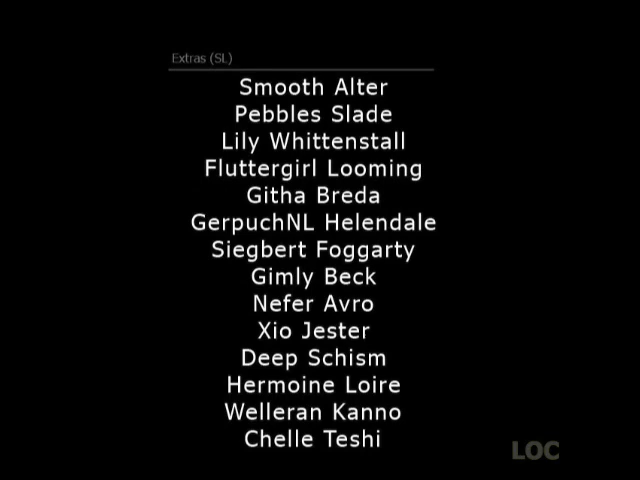 Extras (SL)
Smooth Alter
Pebbles Slade
Lily Whittenstall
Fluttergirl Looming
Githa Breda
GerpuchNL Helendale
Siegbert Foggarty
Gimly Beck
Nefer Avro
Xio Jester
Deep Schism
Hermoine Loire
Welleran Kanno
Chelle Teshi
LOC